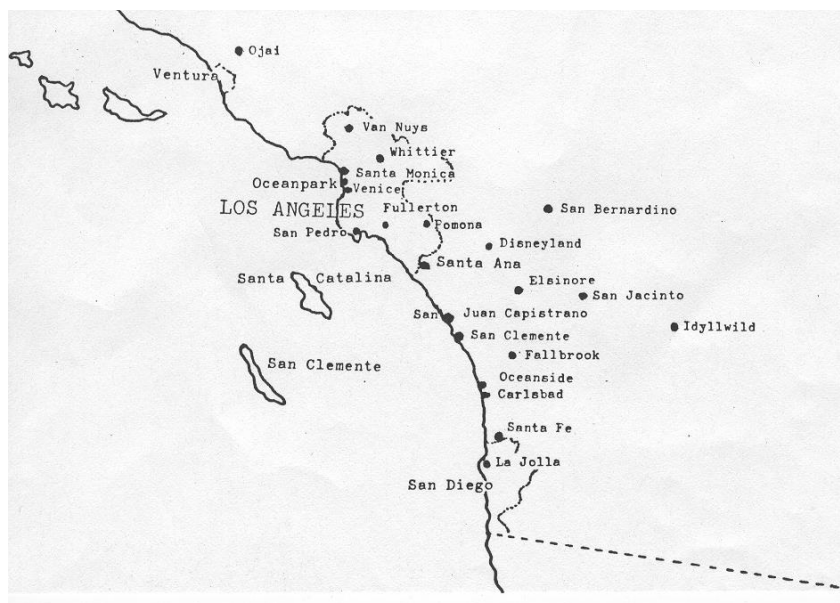 Ojai
Ventura
Van Nuys
Whittier
Santa Monica
Oceanpark
Venice
LOS ANGELES
Fullerton
San Bernardino
San Pedro
Pomona
Disneyland
Santa Ana
Santa Catalina
Elsinore
San Jacinto
San Juan Capistrano
Idyllwild
San Clemente
Fallbrook
San Clemente
Oceanside
Carlsbad
Santa Fe
La Jolla
San Diego